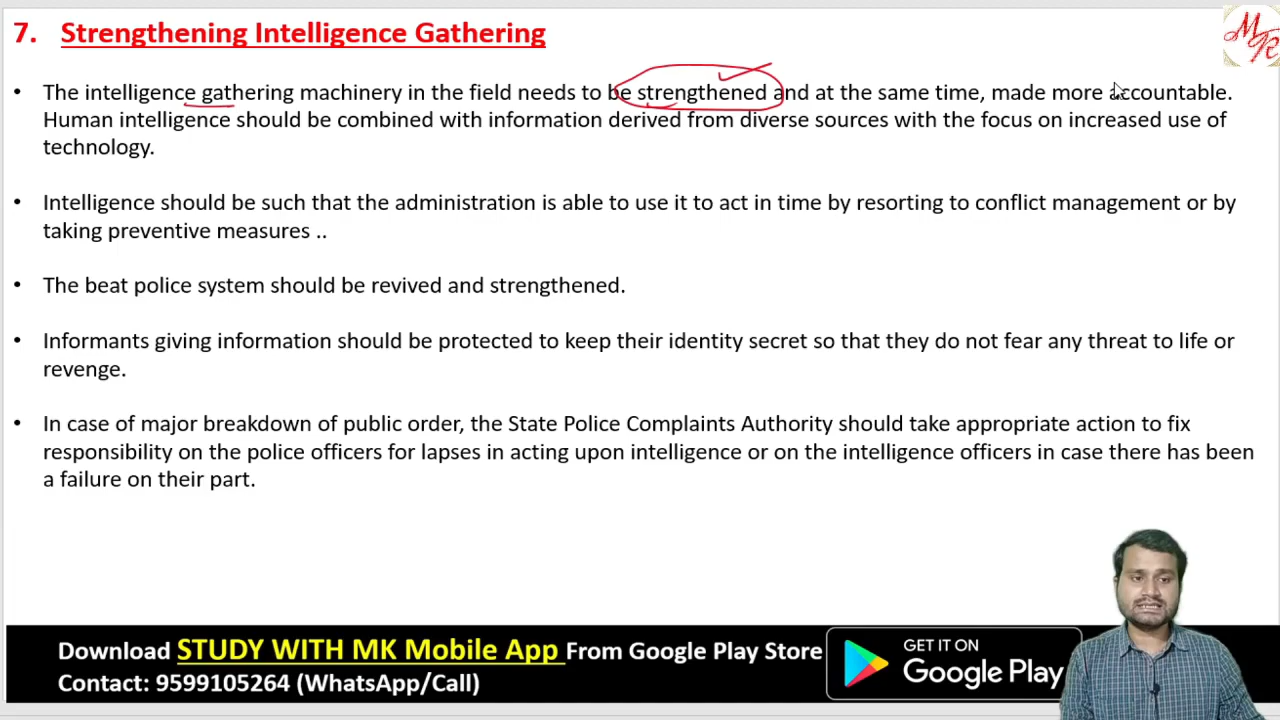 7. Strengthening Intelligence Gathering
MK
• The intelligence gathering machinery in the field needs to be strengthened and at the same time, made more accountable.
Human intelligence should be combined with information derived from diverse sources with the focus on increased use of
technology.
• Intelligence should be such that the administration is able to use it to act in time by resorting to conflict management or by
taking preventive measures ..
• The beat police system should be revived and strengthened.
• Informants giving information should be protected to keep their identity secret so that they do not fear any threat to life or
revenge.
• In case of major breakdown of public order, the State Police Complaints Authority should take appropriate action to fix
responsibility on the police officers for lapses in acting upon intelligence or on the intelligence officers in case there has been
a failure on their part.
Download STUDY WITH MK Mobile App From Google Play Store
Contact: 9599105264 (WhatsApp/Call)
GET IT ON
Google Play